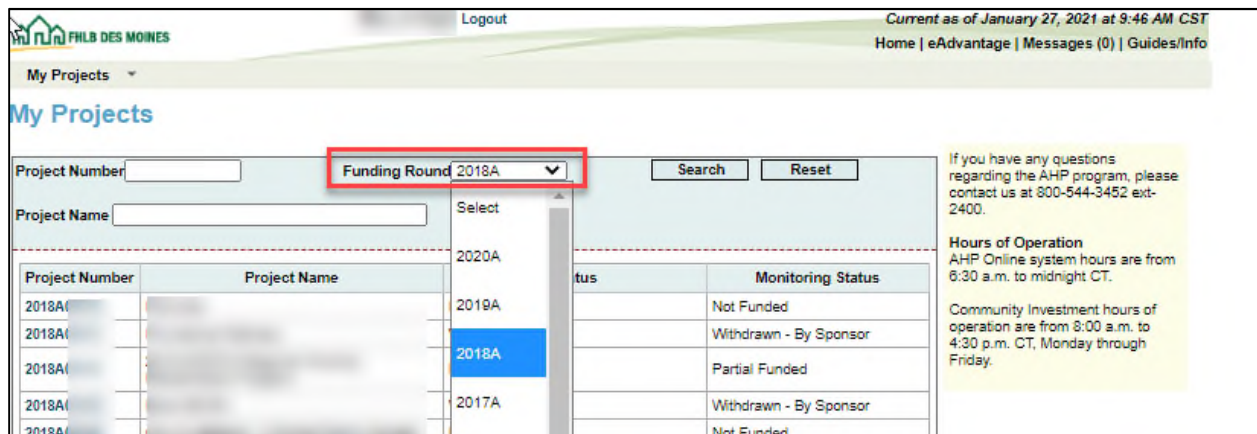 Logout
Current as of January 27, 2021 at 9:46 AM CST
FHLB DES MOINES
Home | eAdvantage | Messages (0) | Guides/Info
My Projects
My Projects
Project Number
Funding Round 2018A
Search
Reset
Project Name
Select
2020A
2019A
2018A
2017A
Project Number Project Name tus Monitoring Status
2018A Not Funded
2018A Withdrawn - By Sponsor
2018A Partial Funded
2018A Withdrawn - By Sponsor
2018A Not Funded
If you have any questions
regarding the AHP program, please
contact us at 800-544-3452 ext-
2400.
Hours of Operation
AHP Online system hours are from
6:30 a.m. to midnight CT.
Community Investment hours of
operation are from 8:00 a.m. to
4:30 p.m. CT, Monday through
Friday.